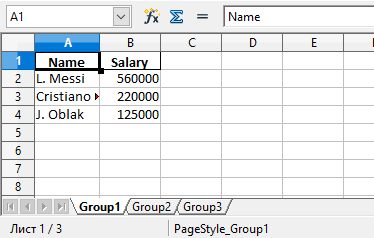 A1 fx Σ = Name
A B C D E
1 Name Salary
2 L. Messi 560000
3 Cristiano 220000
4 J. Oblak 125000
5
6
7
8
Group1 Group2 Group3
Лист 1 / 3 PageStyle_Group1